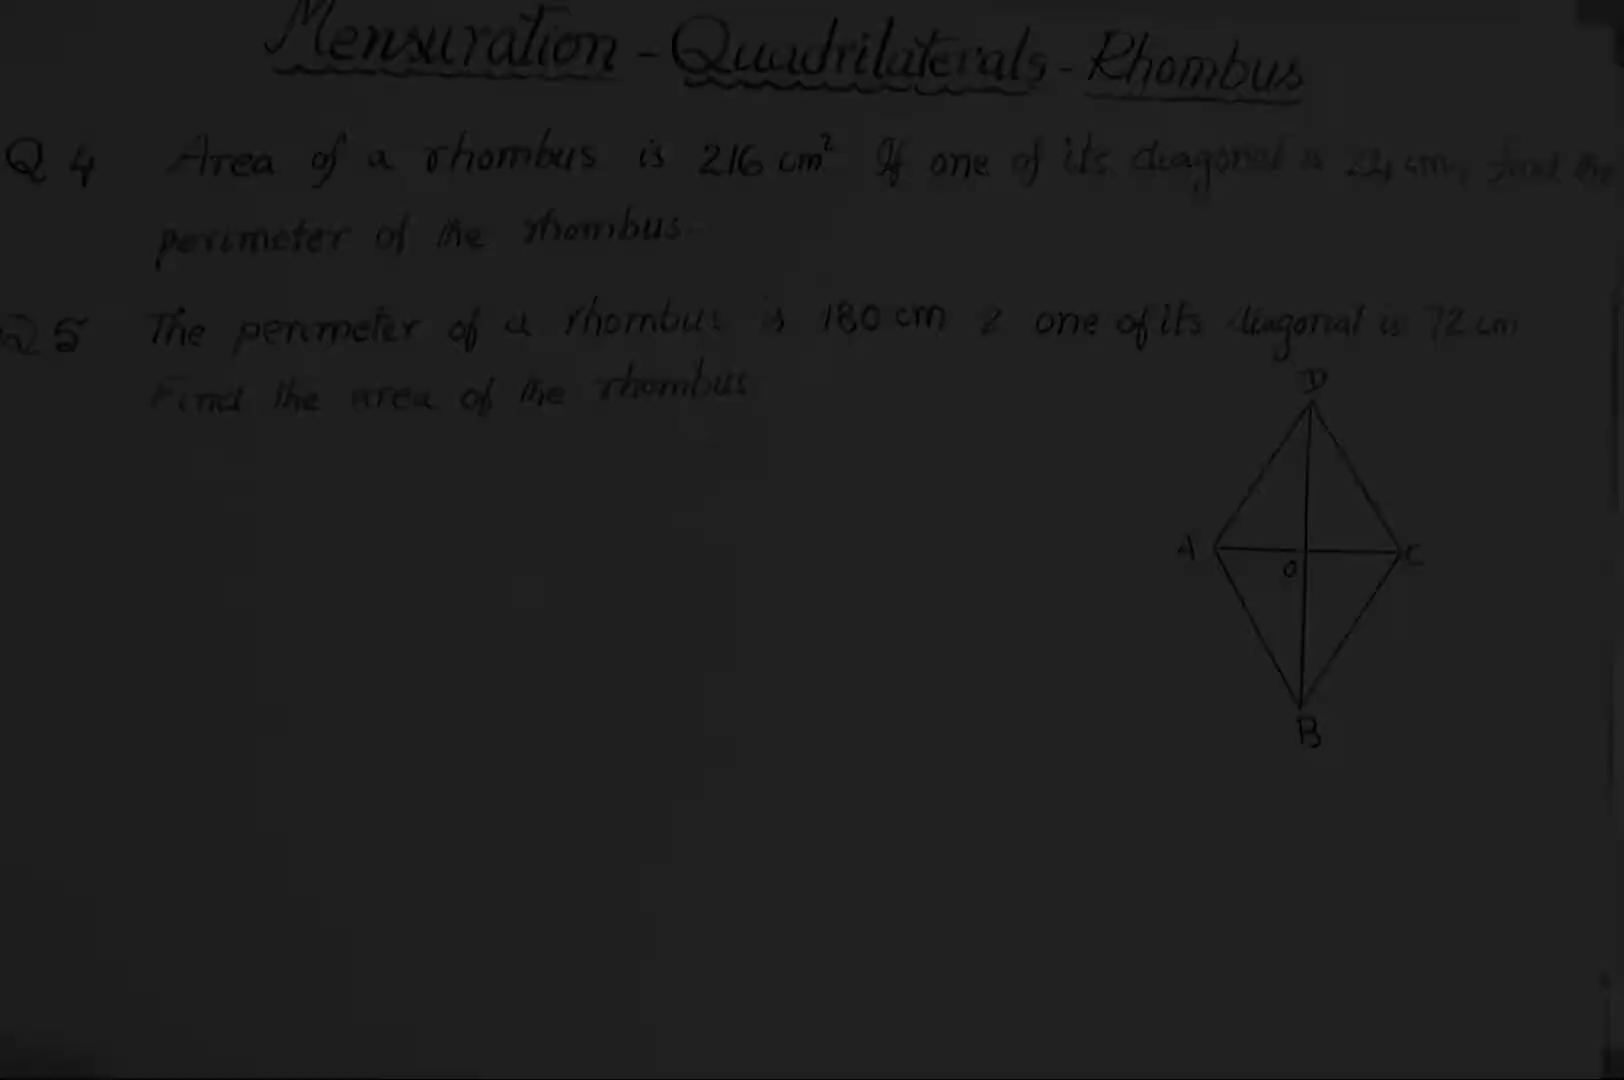 Mensuration - Quadrilaterals - Rhombus
Q 4 Area of a rhombus is 216 cm² If one of its diagonal is 24 cm, find the
perimeter of the rhombus.
Q 5 The perimeter of a rhombus is 180 cm & one of its diagonal is 72 cm
Find the area of the rhombus
D
A
C
O
B